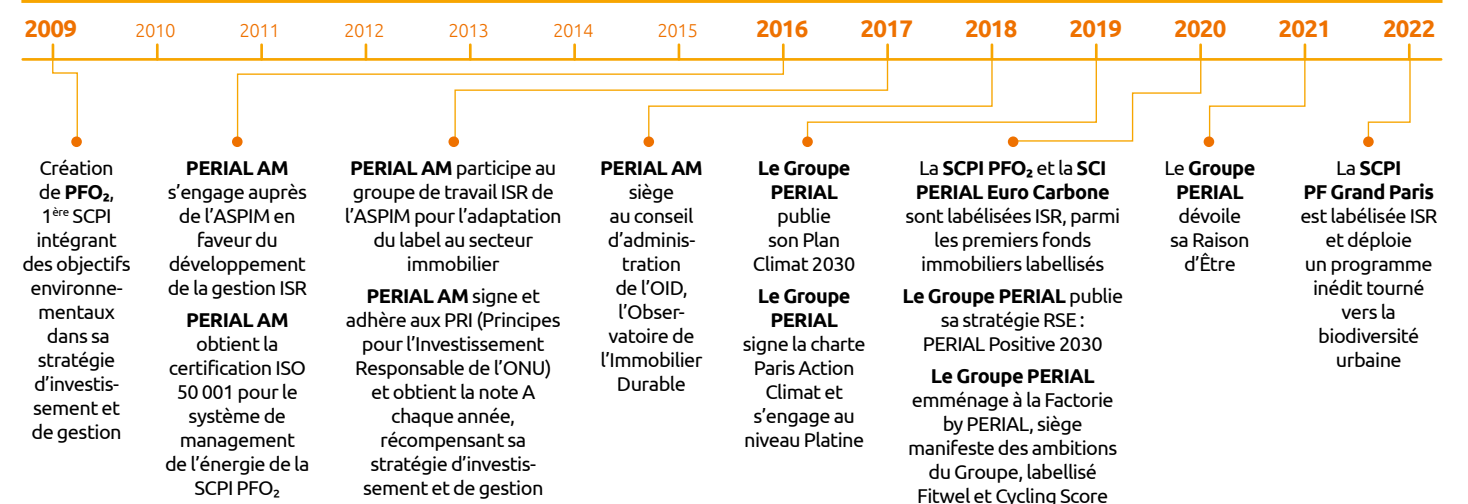 2009 2010 2011 2012 2013 2014 2015 2016 2017 2018 2019 2020 2021 2022
Création
de PFO₂,
1ère SCPI
intégrant
des objectifs
environne-
mentaux
dans sa
stratégie
d'investis-
sement et
de gestion
PERIAL AM
s'engage auprès
de l'ASPIM en
faveur du
développement
de la gestion ISR
PERIAL AM
obtient la
certification ISO
50 001 pour le
système de
management
de l'énergie de la
SCPI PFO₂
PERIAL AM participe au
groupe de travail ISR de
l'ASPIM pour l'adaptation
du label au secteur
immobilier
PERIAL AM signe et
adhère aux PRI (Principes
pour l'Investissement
Responsable de l'ONU)
et obtient la note A
chaque année,
récompensant sa
stratégie d'investis-
sement et de gestion
PERIAL AM
siège
au conseil
d'adminis-
tration
de l'OID,
l'Obser-
vatoire de
l'Immobilier
Durable
Le Groupe
PERIAL
publie
son Plan
Climat 2030
Le Groupe
PERIAL
signe la charte
Paris Action
Climat et
s'engage au
niveau Platine
La SCPI PFO₂ et la SCI
PERIAL Euro Carbone
sont labélisées ISR, parmi
les premiers fonds
immobiliers labellisés
Le Groupe PERIAL publie
sa stratégie RSE :
PERIAL Positive 2030
Le Groupe PERIAL
emménage à la Factorie
by PERIAL, siège
manifeste des ambitions
du Groupe, labellisé
Fitwel et Cycling Score
Le Groupe
PERIAL
dévoile
sa Raison
d'Être
La SCPI
PF Grand Paris
est labélisée ISR
et déploie
un programme
inédit tourné
vers la
biodiversité
urbaine